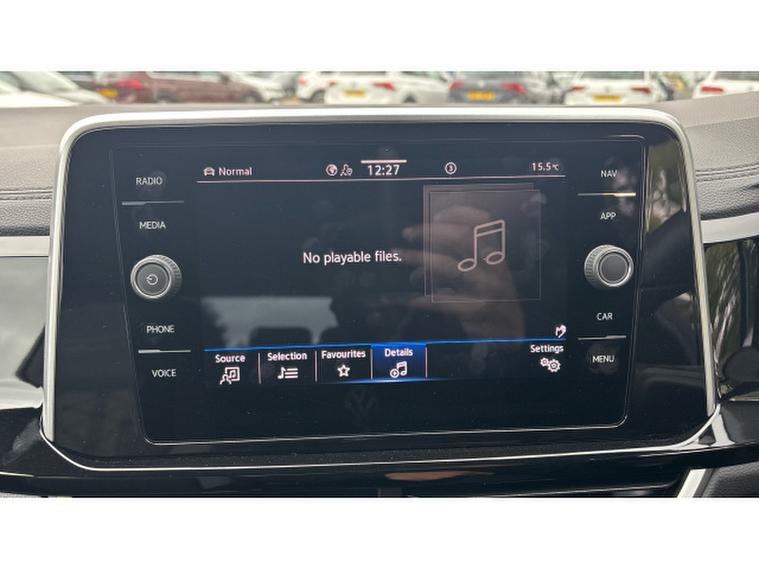 RADIO
MEDIA
PHONE
VOICE
Normal
12:27
3
15.5°C
No playable files.
Source
Selection
Favourites
Details
Settings
NAV
APP
CAR
MENU